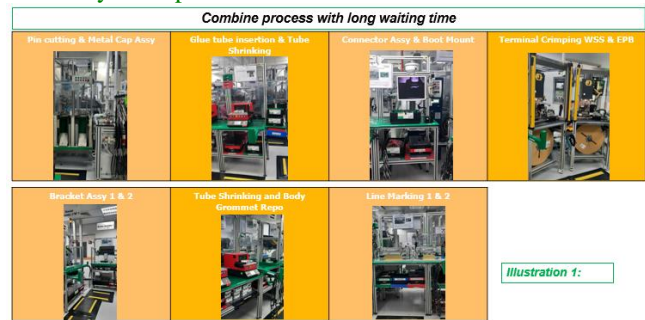 Combine process with long waiting time
Pin cutting & Metal Cap Assy
Glue tube insertion & Tube
Shrinking
Connector Assy & Boot Mount
Terminal Crimping WSS & EPB
Bracket Assy 1 & 2
Tube Shrinking and Body
Grommet Repo
Line Marking 1 & 2
Illustration 1: